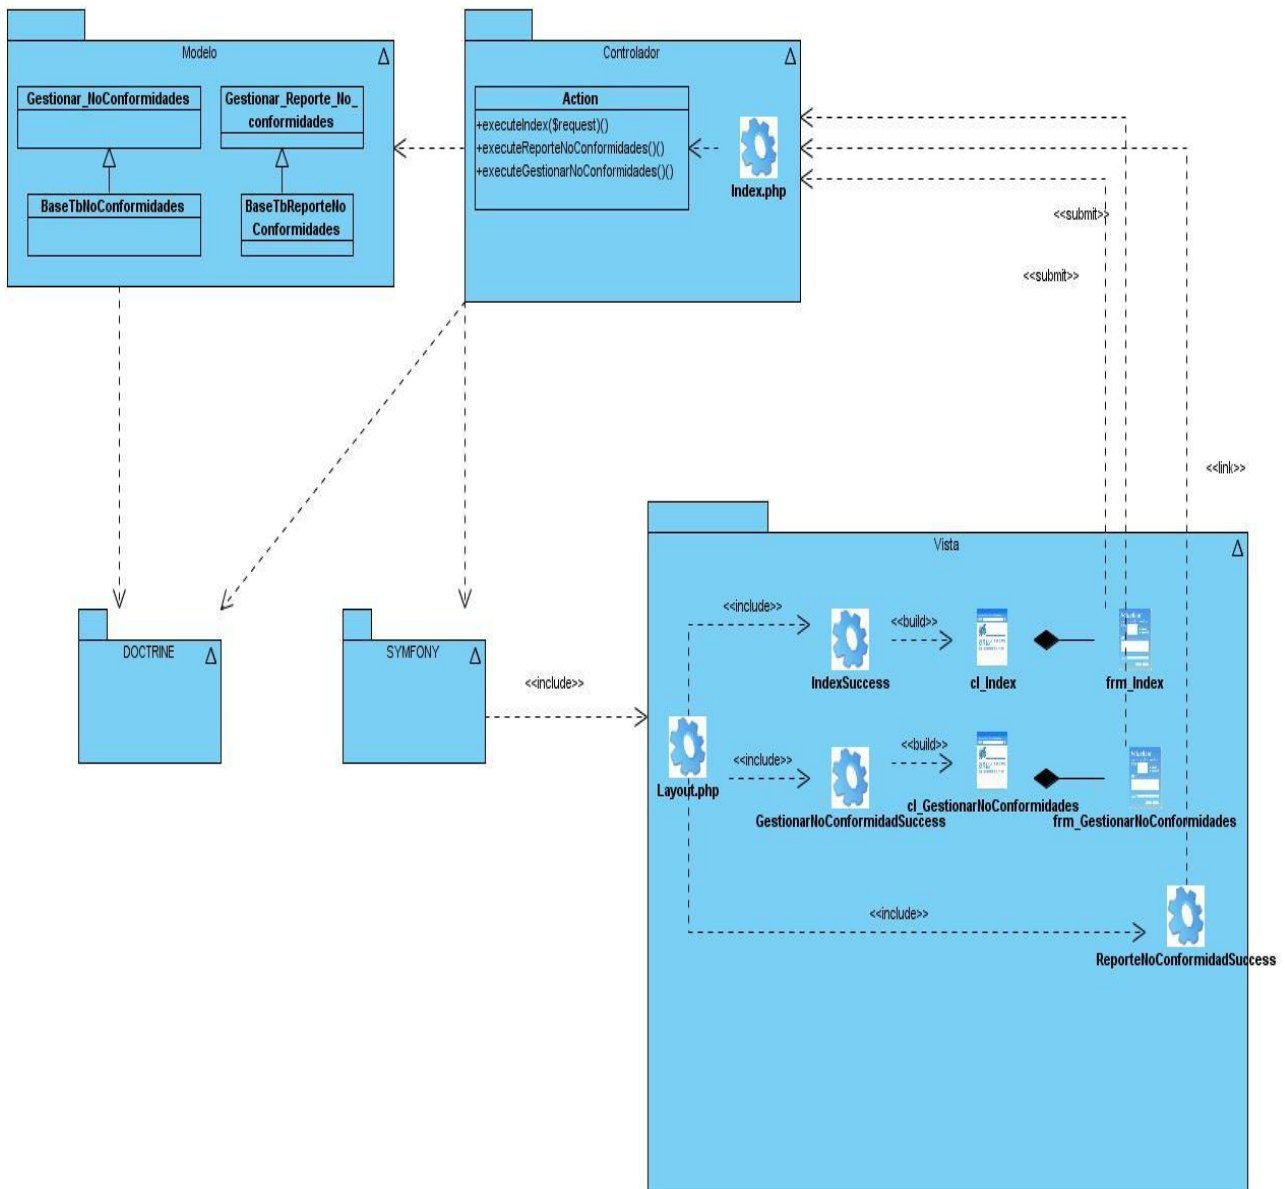 Modelo
Gestionar_NoConformidades
Gestionar_Reporte_No_
conformidades
BaseTbNoConformidades
BaseTbReporteNo
Conformidades
Controlador
Action
+executeIndex($request)()
+executeReporteNoConformidades()()
+executeGestionarNoConformidades()()
Index.php
<<submit>>
<<submit>>
<<link>>
DOCTRINE
SYMFONY
<<include>>
Vista
<<include>>
<<build>>
IndexSuccess
cl_Index
frm_Index
Layout.php
<<include>>
<<build>>
GestionarNoConformidadSuccess
cl_GestionarNoConformidades
frm_GestionarNoConformidades
<<include>>
ReporteNoConformidadSuccess